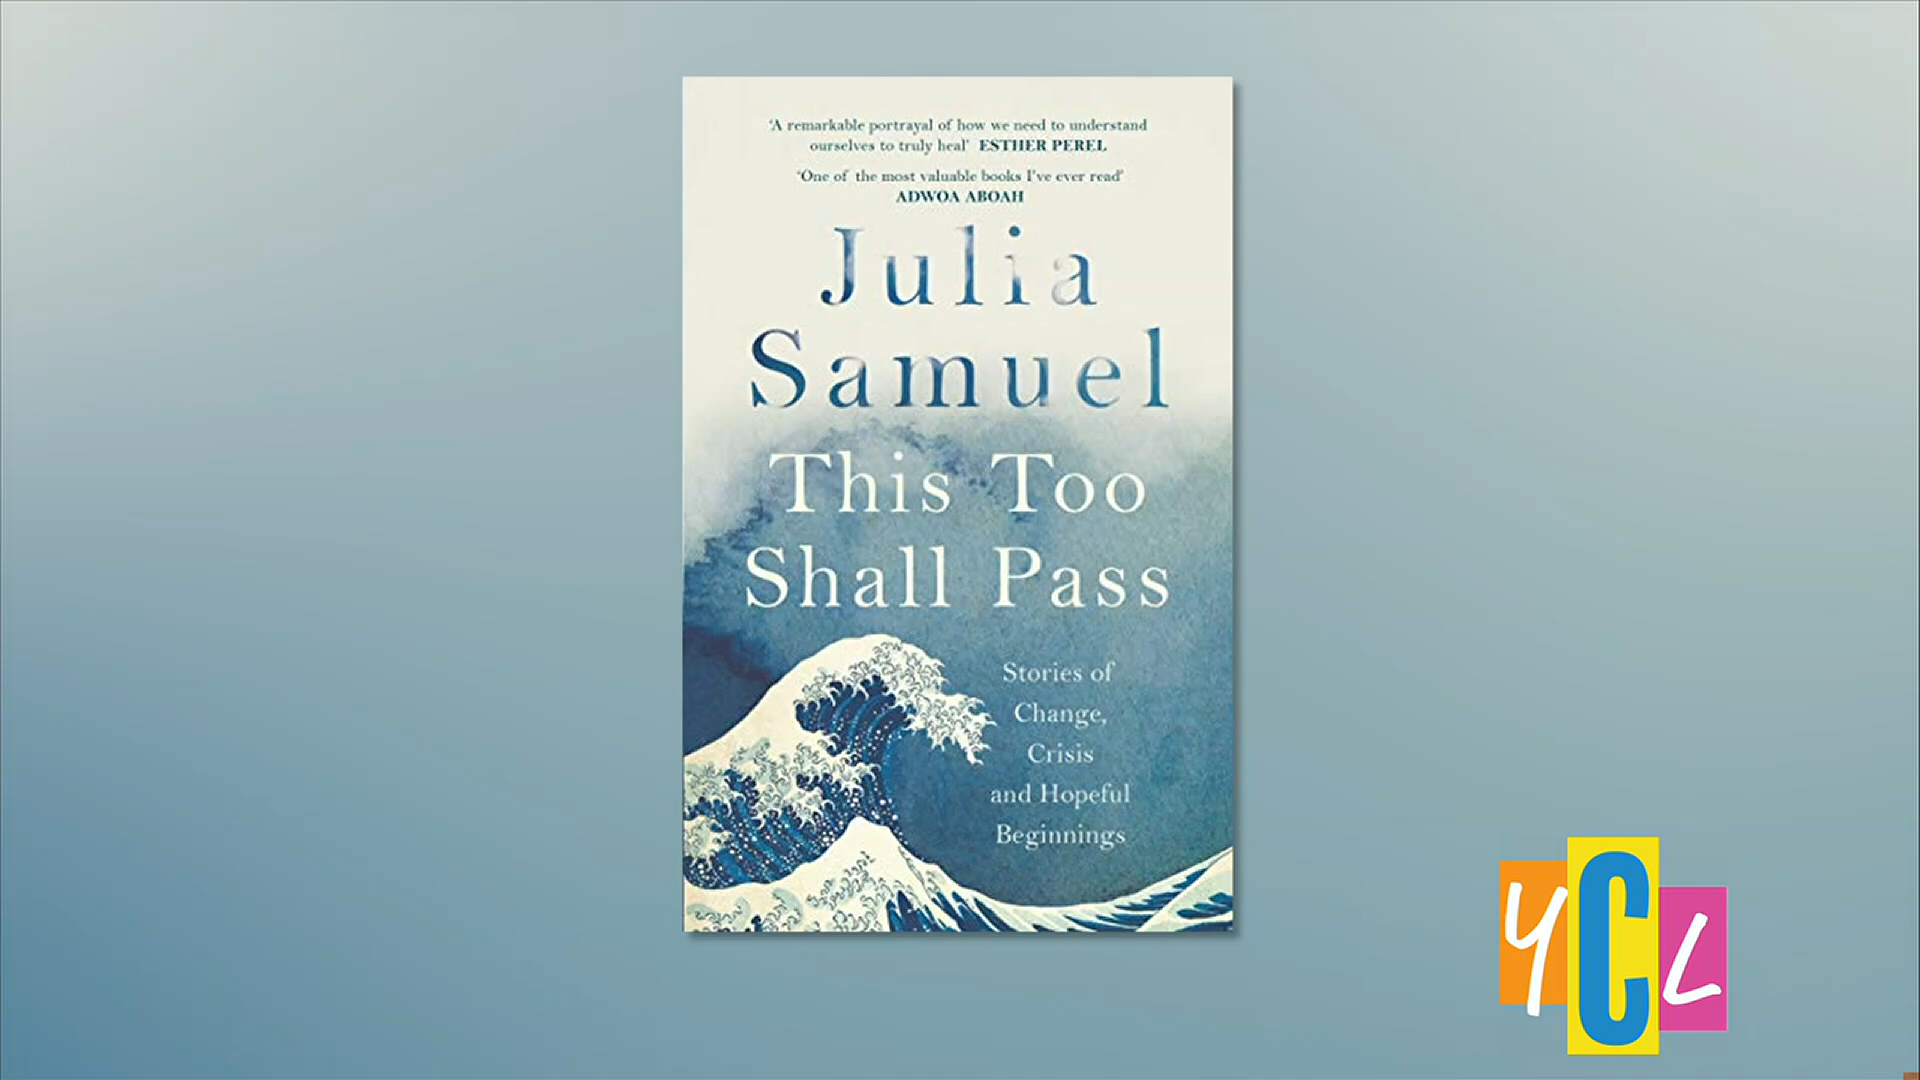 ‘A remarkable portrayal of how we need to understand
ourselves to truly heal’ ESTHER PEREL
‘One of the most valuable books I’ve ever read’
ADWOA ABOAH
Julia
Samuel
This Too
Shall Pass
Stories of
Change,
Crisis
and Hopeful
Beginnings
YCL